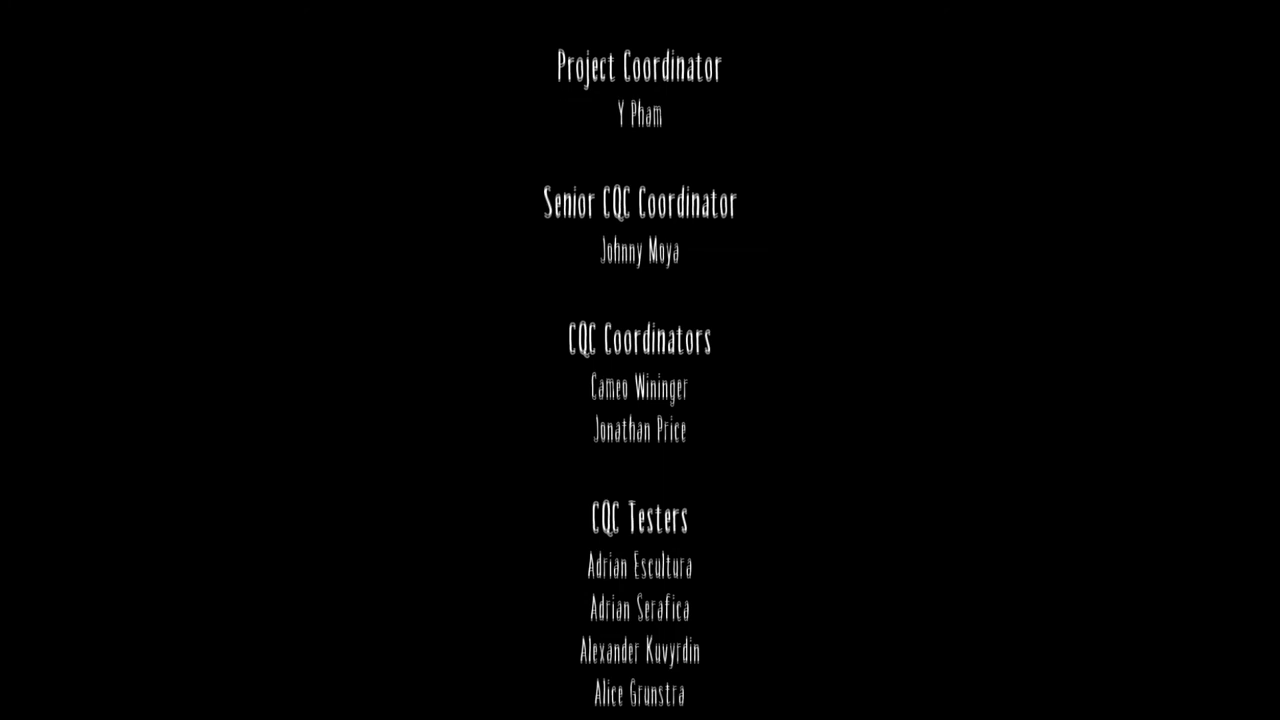 Project Coordinator
Y Pham
Senior CQC Coordinator
Johnny Moya
CQC Coordinators
Cameo Wininger
Jonathan Price
CQC Testers
Adrian Escultura
Adrian Serafica
Alexander Kuvyrdin
Alice Grunstra